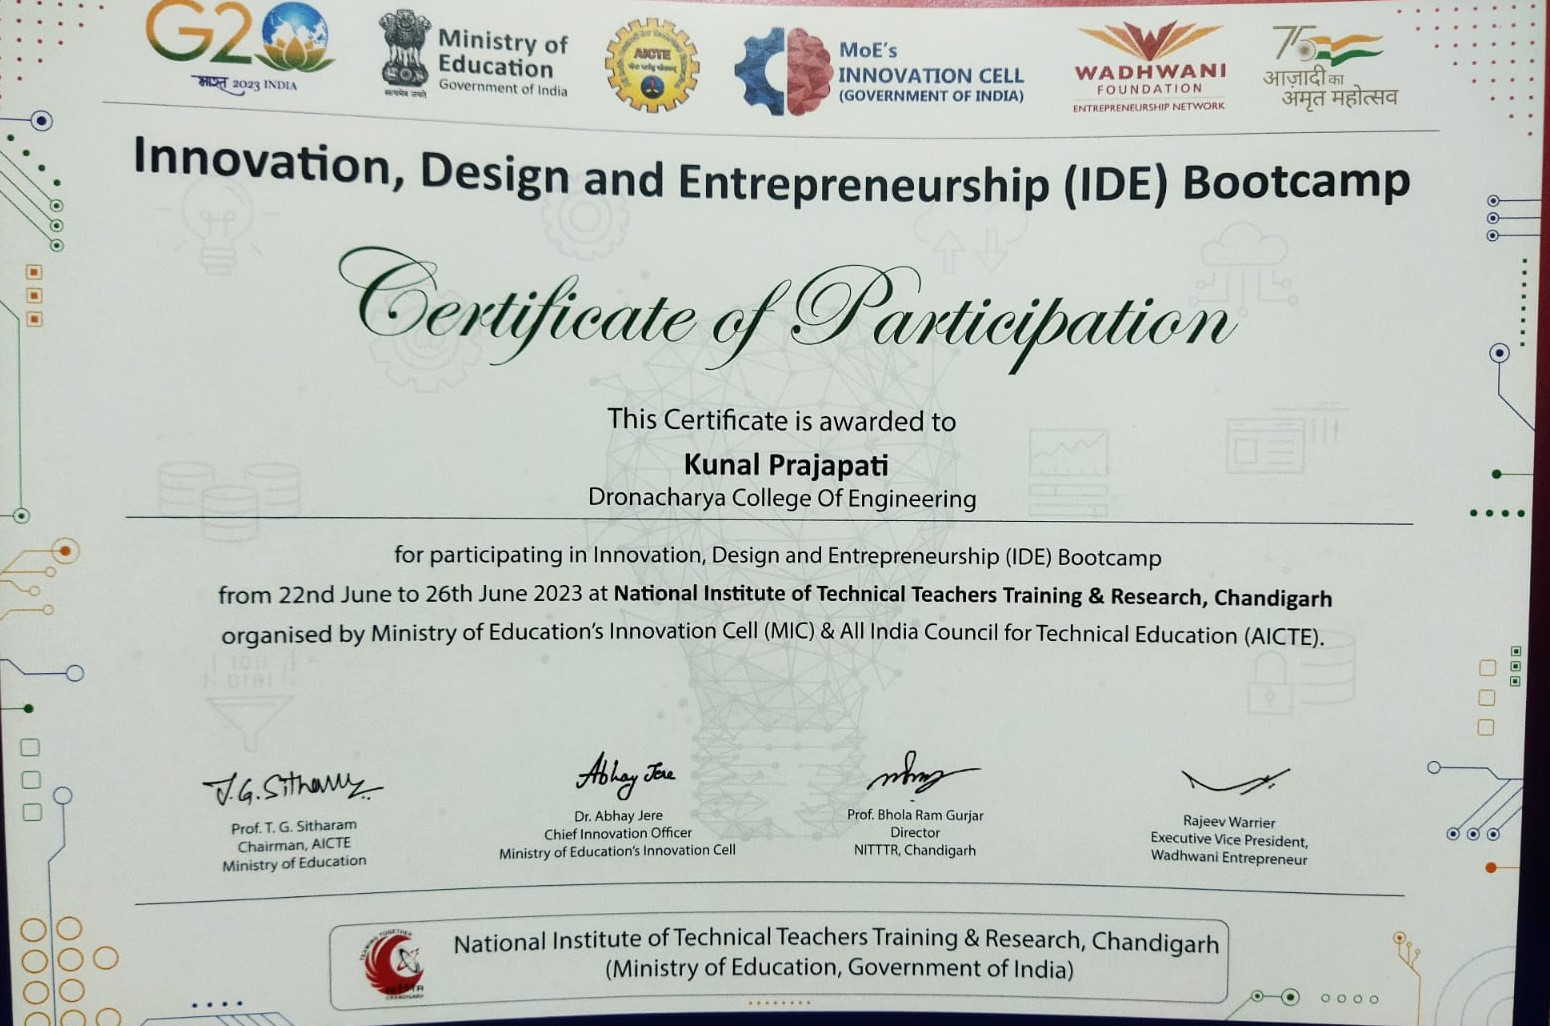 G20
भारत 2023 INDIA
Ministry of
Education
Government of India
सत्यमेव जयते
AICTE
MoE's
INNOVATION CELL
(GOVERNMENT OF INDIA)
WADHWANI
FOUNDATION
ENTREPRENEURSHIP NETWORK
75
आज़ादी का
अमृत महोत्सव
Innovation, Design and Entrepreneurship (IDE) Bootcamp
Certificate of Participation
This Certificate is awarded to
Kunal Prajapati
Dronacharya College Of Engineering
for participating in Innovation, Design and Entrepreneurship (IDE) Bootcamp
from 22nd June to 26th June 2023 at National Institute of Technical Teachers Training & Research, Chandigarh
organised by Ministry of Education's Innovation Cell (MIC) & All India Council for Technical Education (AICTE).
1011
01010
T.G. Sitharam
Prof. T. G. Sitharam
Chairman, AICTE
Ministry of Education
Abhay Jere
Dr. Abhay Jere
Chief Innovation Officer
Ministry of Education's Innovation Cell
Prof. Bhola Ram Gurjar
Director
NITTTR, Chandigarh
Rajeev Warrier
Executive Vice President,
Wadhwani Entrepreneur
National Institute of Technical Teachers Training & Research, Chandigarh
(Ministry of Education, Government of India)
CHANDIGARH